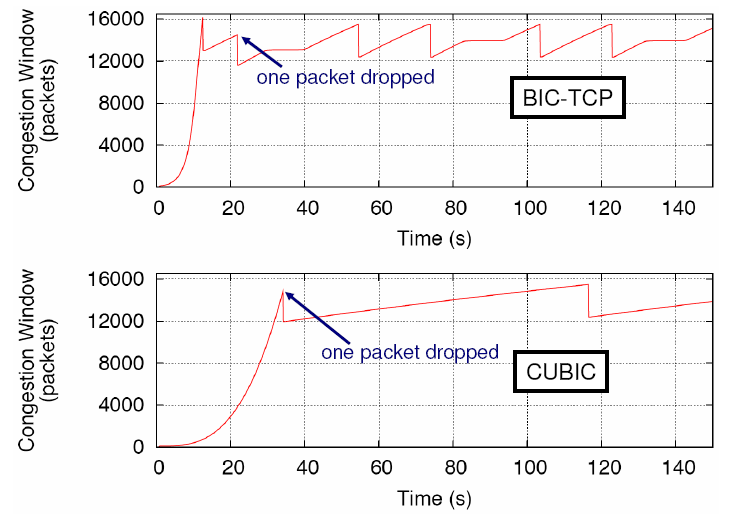 Congestion Window
(packets)
16000
12000
8000
4000
0
one packet dropped
BIC-TCP
0 20 40 60 80 100 120 140
Time (s)
Congestion Window
(packets)
16000
12000
8000
4000
0
one packet dropped
CUBIC
0 20 40 60 80 100 120 140
Time (s)